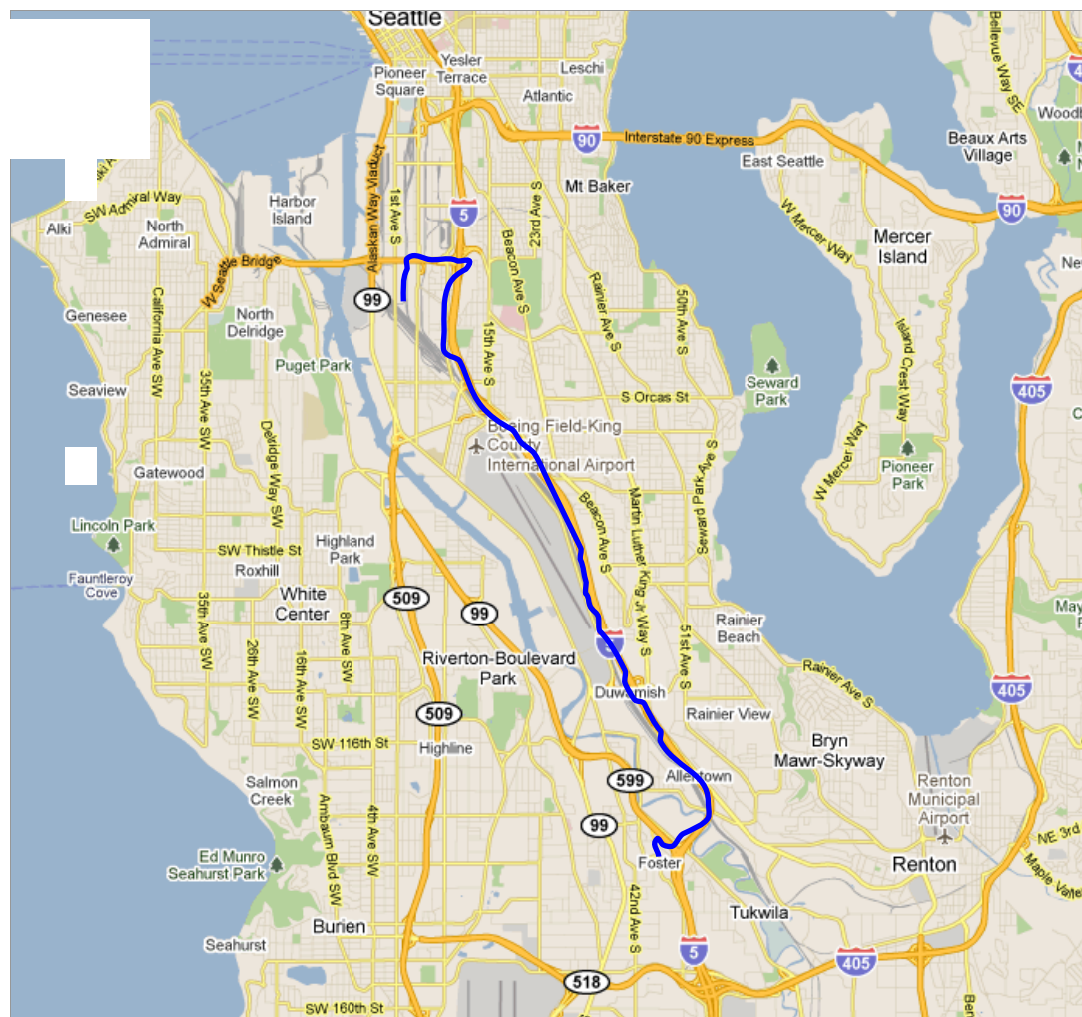 Seattle
Yesler
Terrace
Pioneer
Square
Leschi
Atlantic
Bellevue Way SE
Interstate 90 Express
90
East Seattle
Beaux Arts
Village
Mt Baker
SW Admiral Way
Alki
North
Admiral
Harbor
Island
Alaskan Way Viaduct
1st Ave S
5
23rd Ave S
90
W Mercer Way
Mercer
Island
W Seattle Bridge
Beacon Ave S
Rainier Ave S
50th Ave S
99
Genesee
California Ave SW
North
Delridge
15th Ave S
Island Crest Way
Puget Park
35th Ave SW
Seaview
S Orcas St
Seward
Park
405
Boeing Field-King
County
International Airport
Delridge Way SW
Gatewood
Seward Park Ave S
W Mercer Way
Pioneer
Park
Lincoln Park
Beacon Ave S
Martin Luther King Jr Way S
Highland
Park
SW Thistle St
Roxhill
Fauntleroy
Cove
White
Center
509
99
35th Ave SW
8th Ave SW
26th Ave SW
16th Ave SW
51st Ave S
Rainier
Beach
5
Riverton-Boulevard
Park
Rainier Ave S
Duwamish
405
509
Rainier View
SW 116th St
Highline
Bryn
Mawr-Skyway
Allentown
599
Salmon
Creek
Renton
Municipal
Airport
Ambaum Blvd SW
4th Ave SW
99
NE 3rd
Ed Munro
Seahurst Park
Foster
Renton
42nd Ave S
Tukwila
Burien
Seahurst
5
405
518
SW 160th St